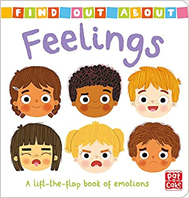 FIND OUT ABOUT
Feelings
A lift-the-flap book of emotions
pat-a-cake